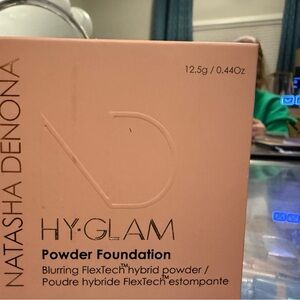 12.5g / 0.44Oz
NATASHA DENONA
HY·GLAM
Powder Foundation
Blurring FlexTech™ hybrid powder /
Poudre hybride FlexTech™ estompante